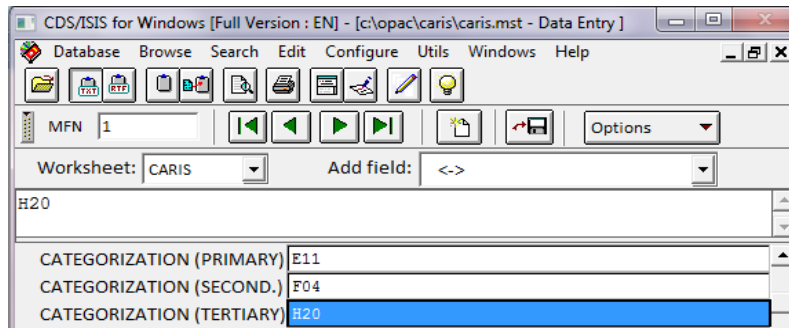 CDS/ISIS for Windows [Full Version : EN] - [c:\opac\caris\caris.mst - Data Entry ]
Database Browse Search Edit Configure Utils Windows Help
TXT RTF
MFN 1 Options
Worksheet: CARIS Add field: <->
H20
CATEGORIZATION (PRIMARY) E11
CATEGORIZATION (SECOND.) F04
CATEGORIZATION (TERTIARY) H20